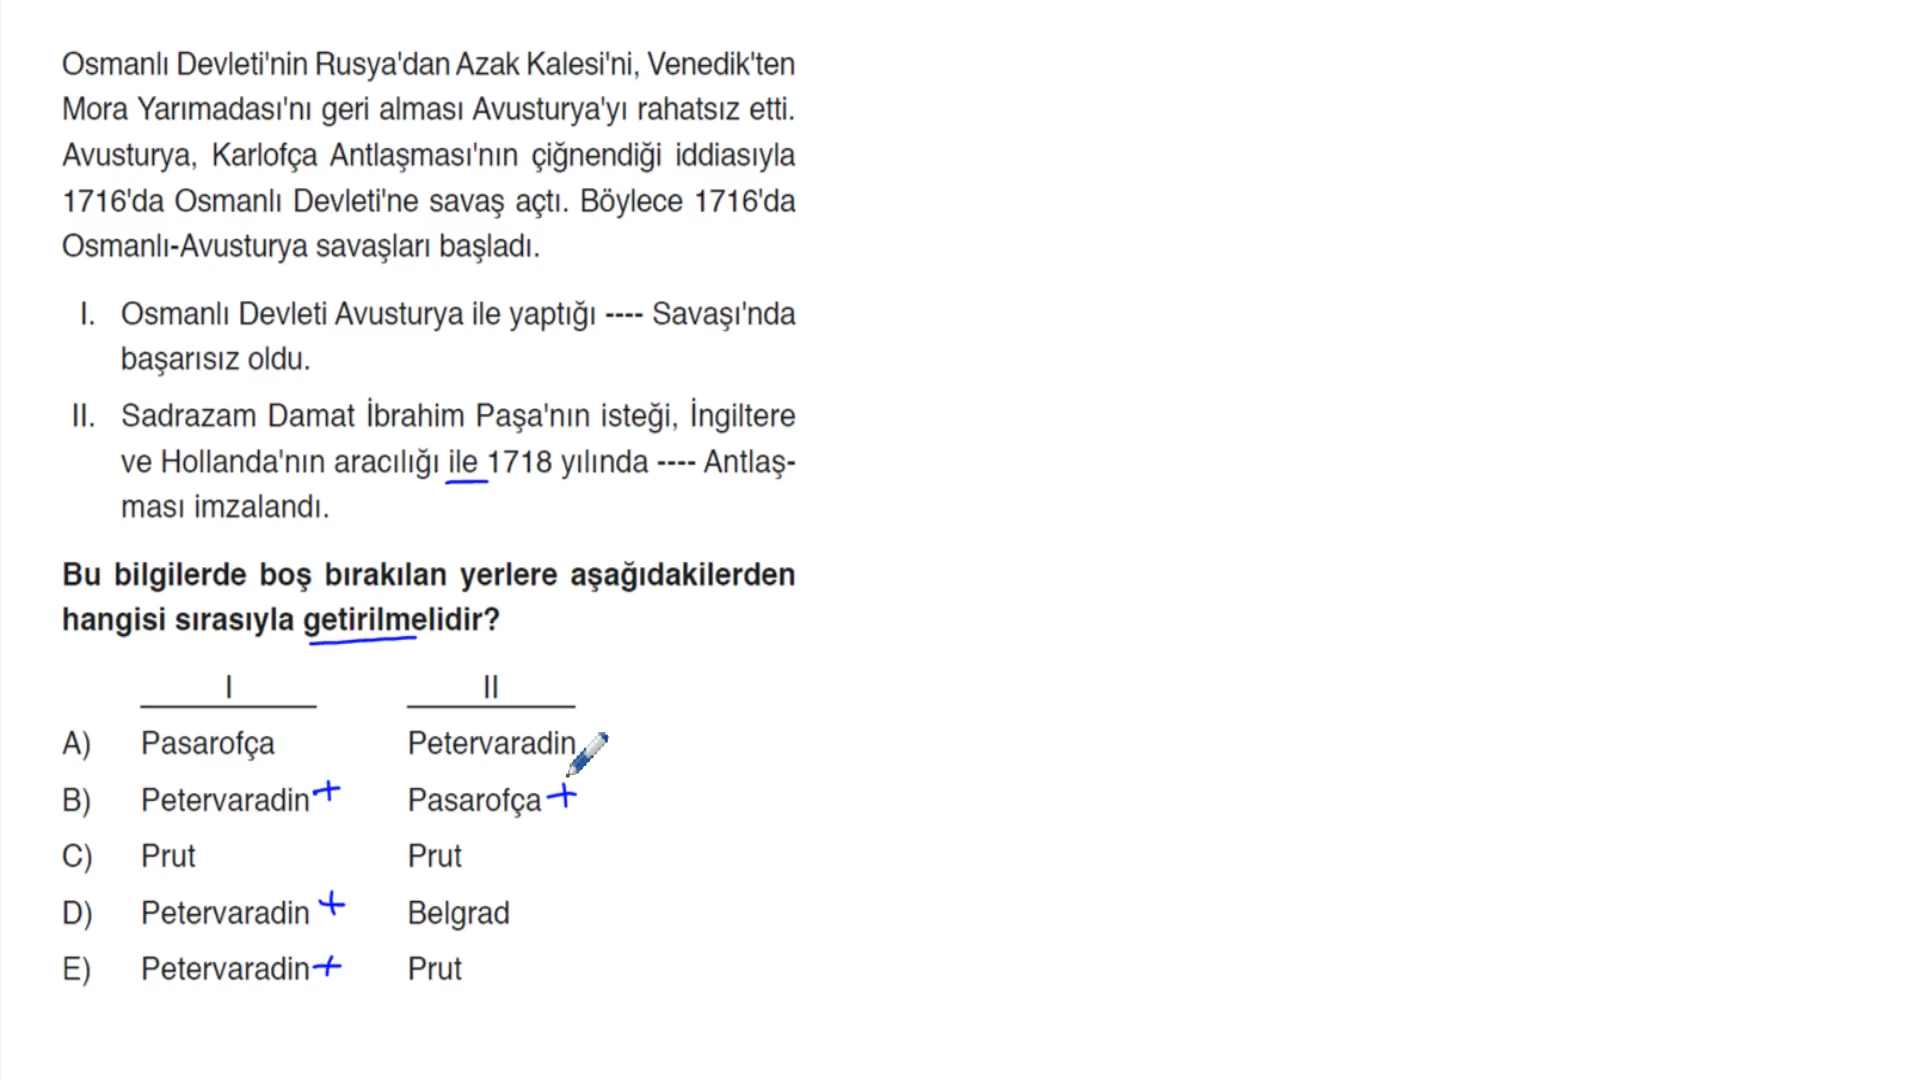 Osmanlı Devleti'nin Rusya'dan Azak Kalesi'ni, Venedik'ten
Mora Yarımadası'nı geri alması Avusturya'yı rahatsız etti.
Avusturya, Karlofça Antlaşması'nın çiğnendiği iddiasıyla
1716'da Osmanlı Devleti'ne savaş açtı. Böylece 1716'da
Osmanlı-Avusturya savaşları başladı.
I. Osmanlı Devleti Avusturya ile yaptığı ---- Savaşı'nda
başarısız oldu.
II. Sadrazam Damat İbrahim Paşa'nın isteği, İngiltere
ve Hollanda'nın aracılığı ile 1718 yılında ---- Antlaş-
ması imzalandı.
Bu bilgilerde boş bırakılan yerlere aşağıdakilerden
hangisi sırasıyla getirilmelidir?
I II
A) Pasarofça Petervaradin
B) Petervaradin + Pasarofça +
C) Prut Prut
D) Petervaradin + Belgrad
E) Petervaradin + Prut